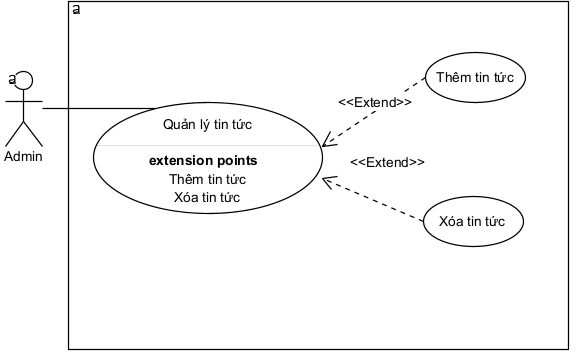 a
a
Admin
Quản lý tin tức
extension points
Thêm tin tức
Xóa tin tức
<<Extend>>
Thêm tin tức
<<Extend>>
Xóa tin tức